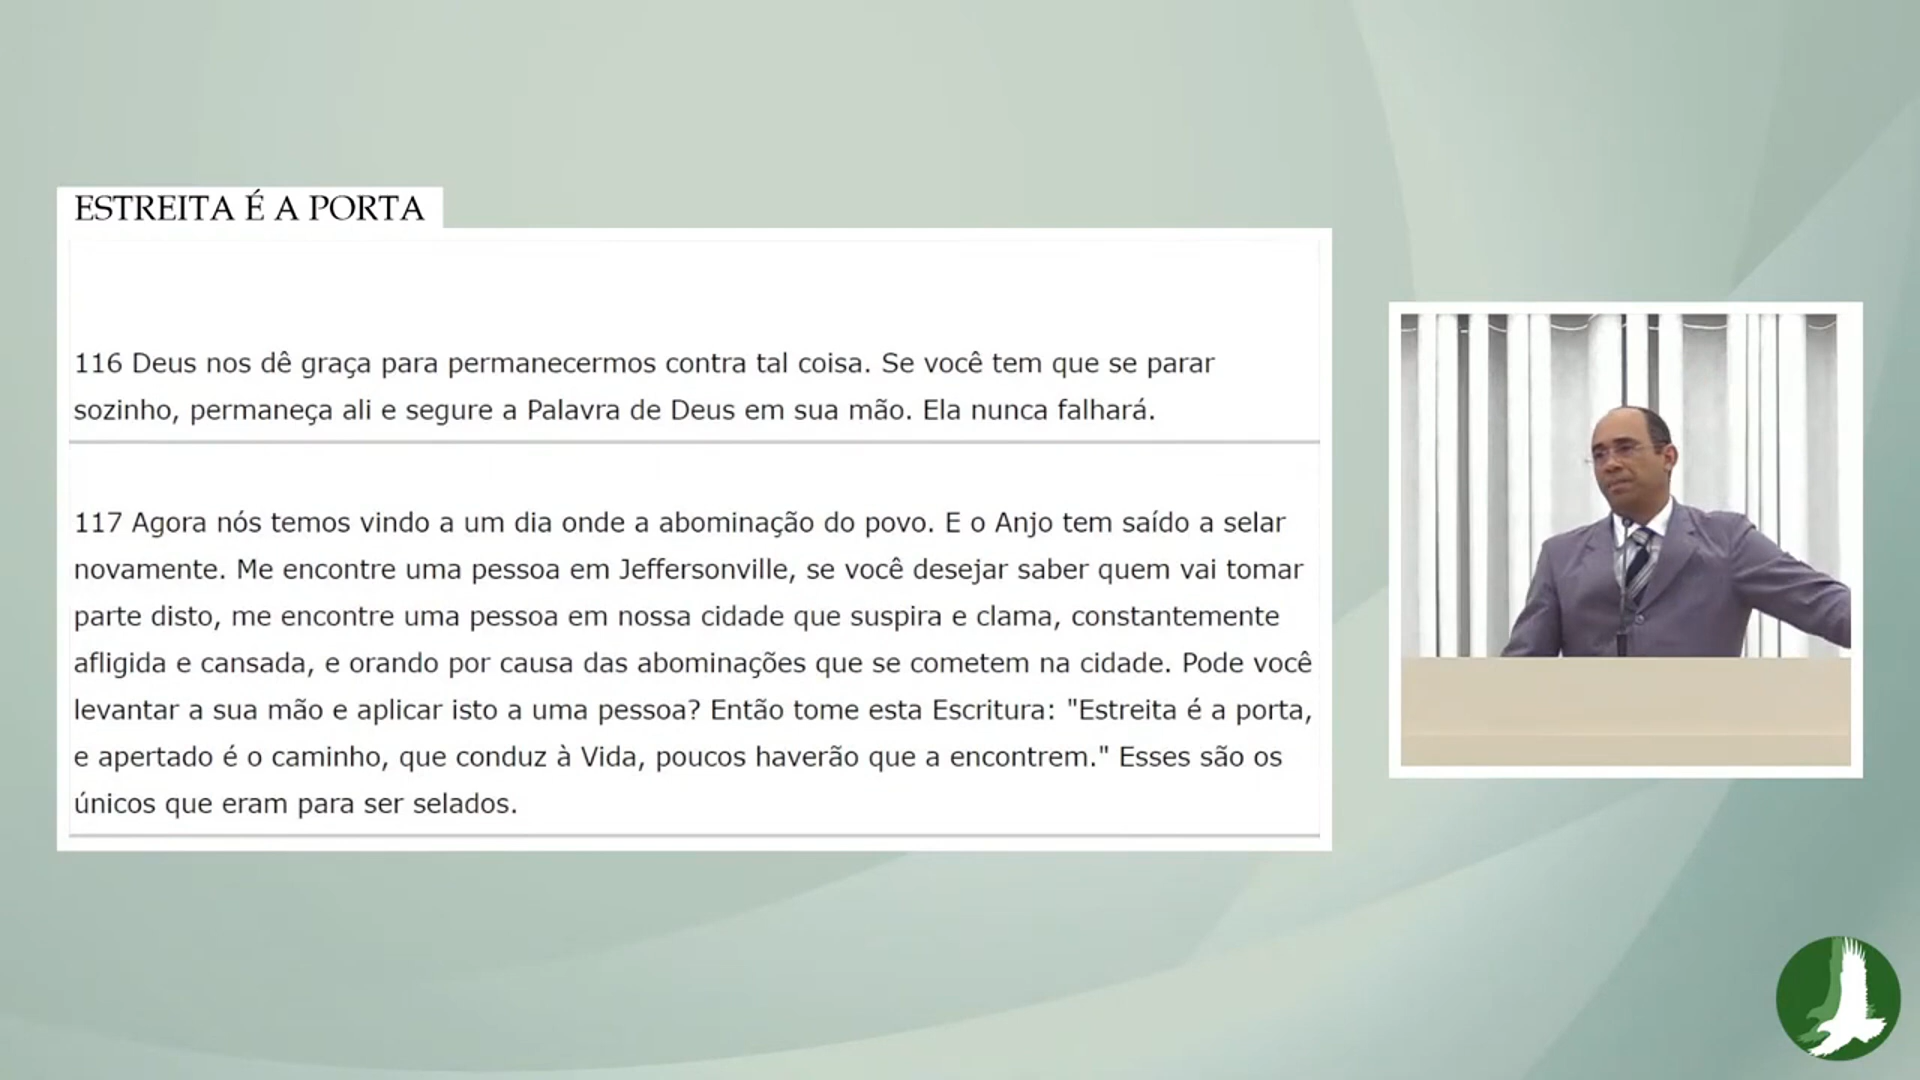 ESTREITA É A PORTA
116 Deus nos dê graça para permanecermos contra tal coisa. Se você tem que se parar
sozinho, permaneça ali e segure a Palavra de Deus em sua mão. Ela nunca falhará.
117 Agora nós temos vindo a um dia onde a abominação do povo. E o Anjo tem saído a selar
novamente. Me encontre uma pessoa em Jeffersonville, se você desejar saber quem vai tomar
parte disto, me encontre uma pessoa em nossa cidade que suspira e clama, constantemente
afligida e cansada, e orando por causa das abominações que se cometem na cidade. Pode você
levantar a sua mão e aplicar isto a uma pessoa? Então tome esta Escritura: "Estreita é a porta,
e apertado é o caminho, que conduz à Vida, poucos haverão que a encontrem." Esses são os
únicos que eram para ser selados.